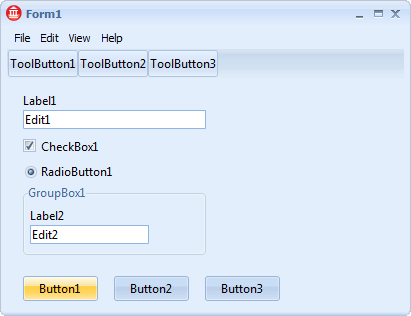 Form1
File Edit View Help
ToolButton1 ToolButton2 ToolButton3
Label1
Edit1
CheckBox1
RadioButton1
GroupBox1
Label2
Edit2
Button1 Button2 Button3